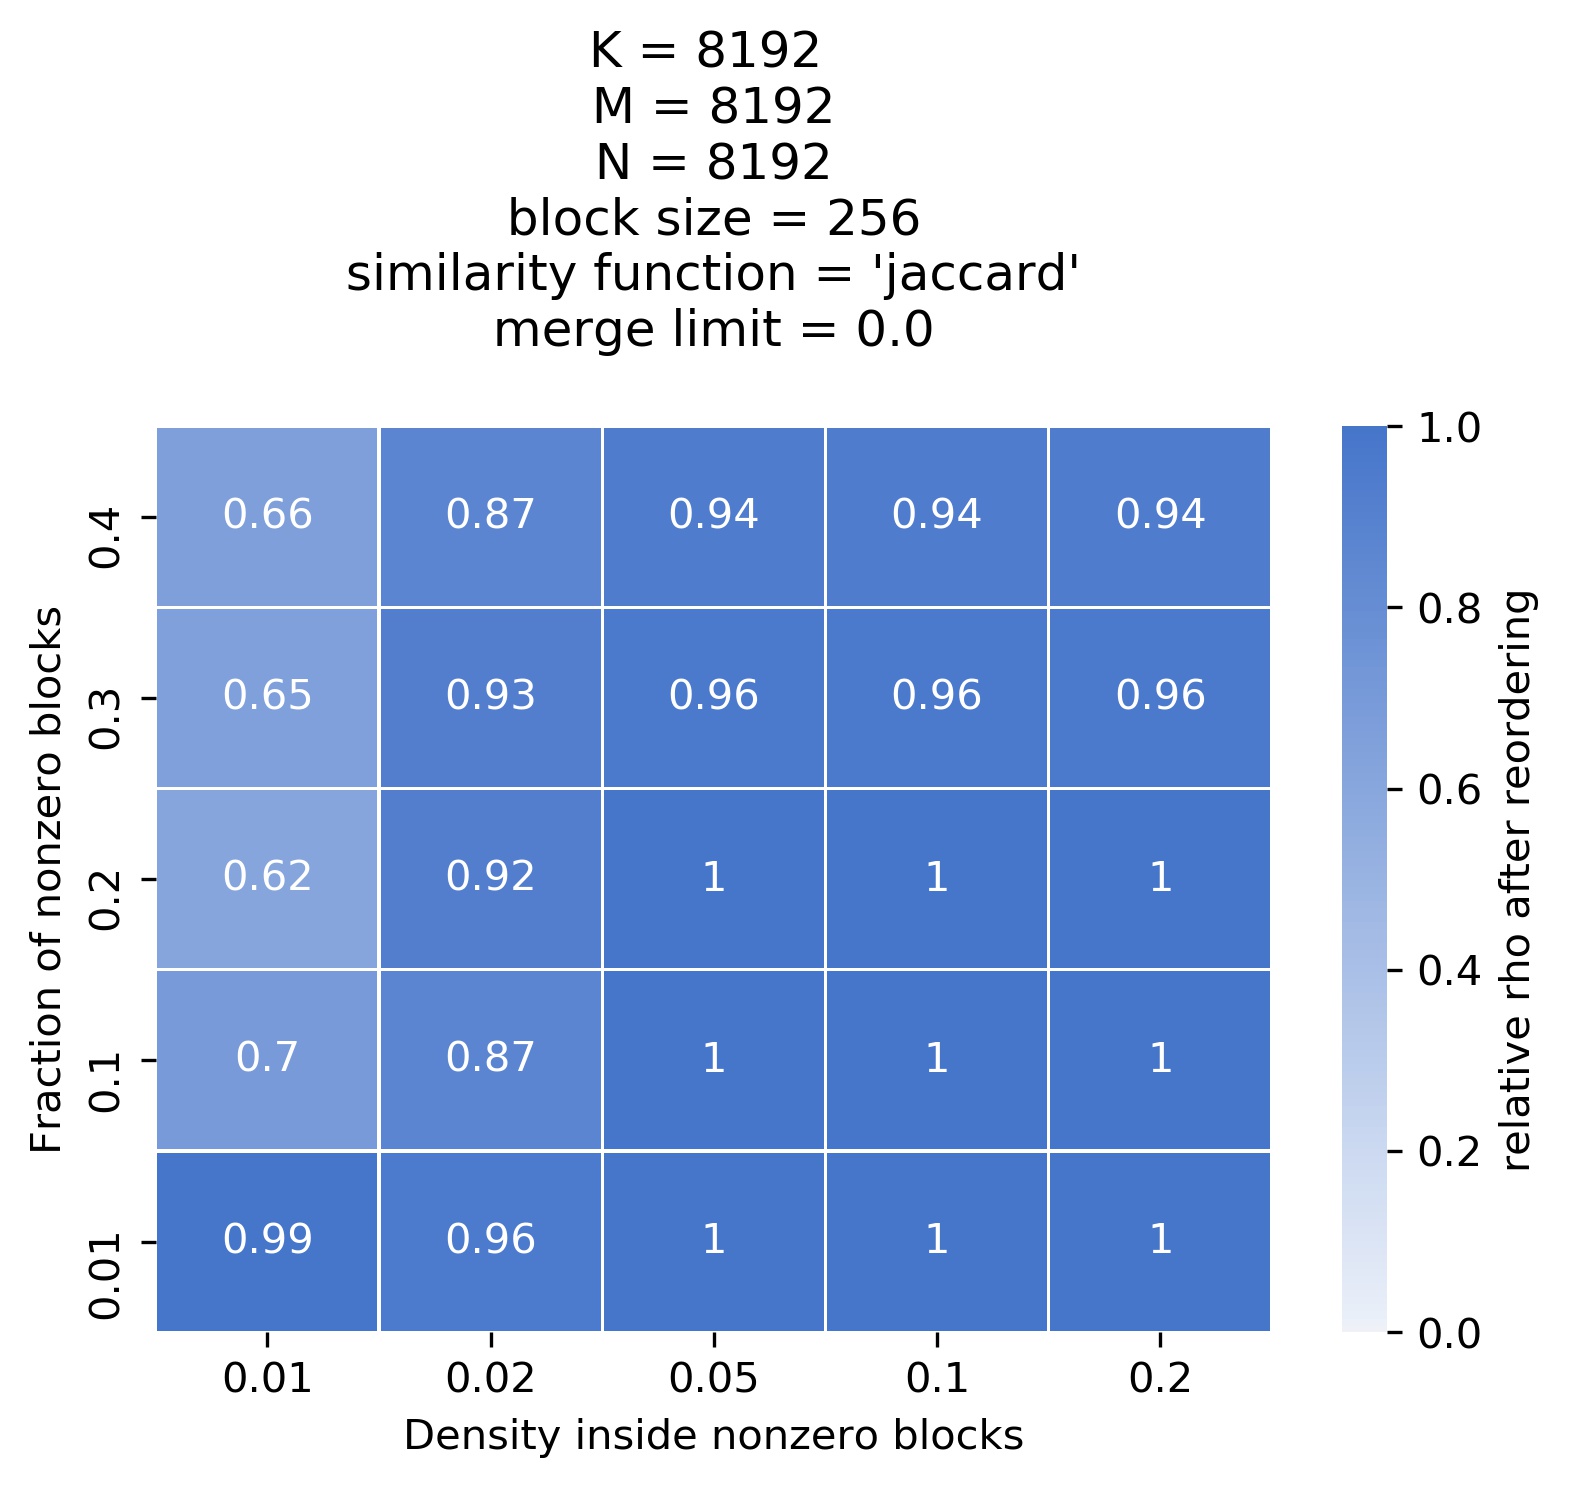 K = 8192
M = 8192
N = 8192
block size = 256
similarity function = 'jaccard'
merge limit = 0.0
0.4 0.66 0.87 0.94 0.94 0.94
0.3 0.65 0.93 0.96 0.96 0.96
0.2 0.62 0.92 1 1 1
0.1 0.7 0.87 1 1 1
0.01 0.99 0.96 1 1 1
0.01 0.02 0.05 0.1 0.2
Density inside nonzero blocks
Fraction of nonzero blocks
1.0
0.8
0.6
0.4
0.2
0.0
relative rho after reordering